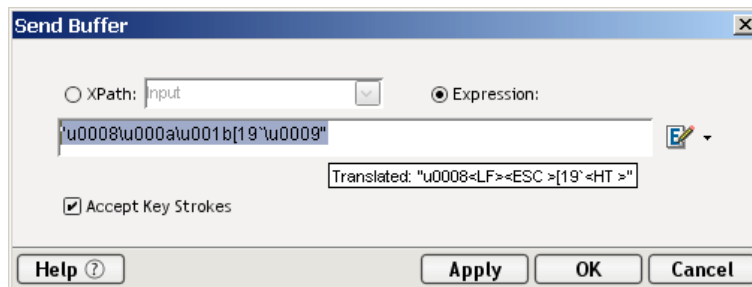 Send Buffer
XPath: Input Expression:
"u0008\u000a\u001b[19`\u0009"
Translated: "u0008<LF><ESC >[19`<HT >"
Accept Key Strokes
Help ? Apply OK Cancel